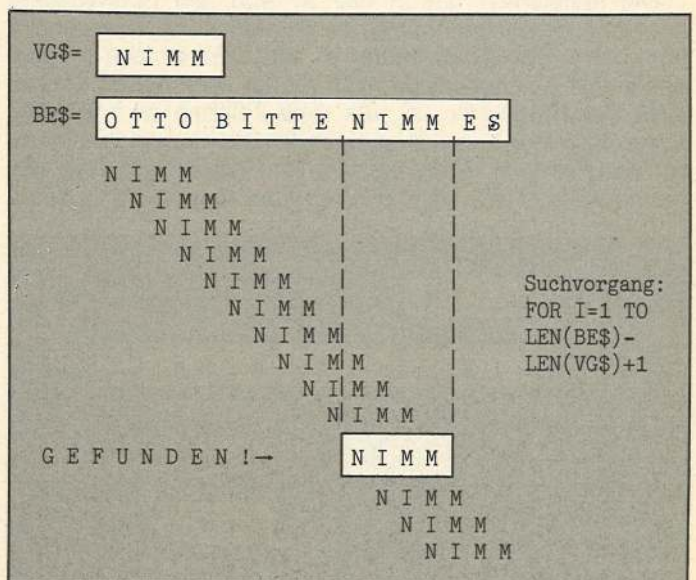 VG$= N I M M
BE$= O T T O B I T T E N I M M E S
N I M M
N I M M
N I M M
N I M M
N I M M
N I M M
N I M M
N I M M
N I M M
N I M M
Suchvorgang:
FOR I=1 TO
LEN(BE$)-
LEN(VG$)+1
G E F U N D E N !→ N I M M
N I M M
N I M M
N I M M